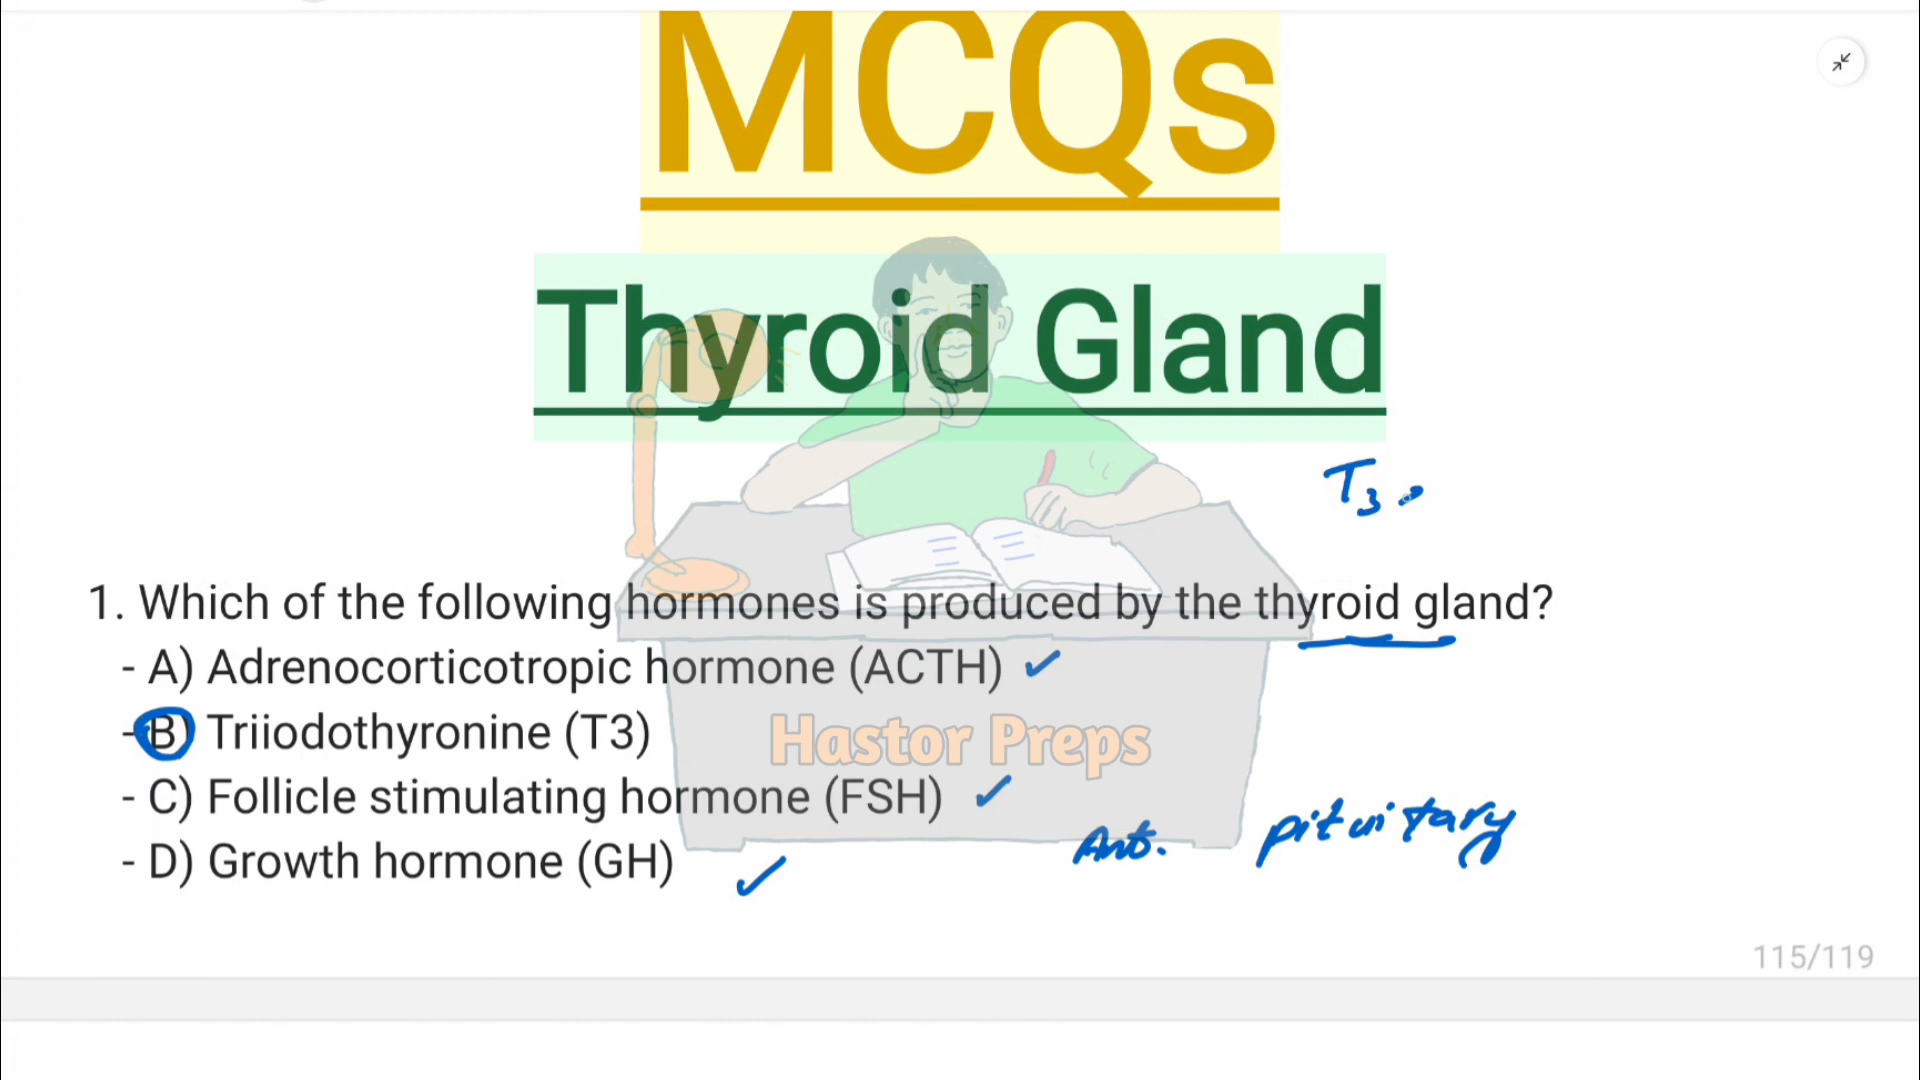 MCQs
Thyroid Gland
T3
1. Which of the following hormones is produced by the thyroid gland?
- A) Adrenocorticotropic hormone (ACTH)
- B) Triiodothyronine (T3)
Hastor Preps
- C) Follicle stimulating hormone (FSH)
Ant. pituitary
- D) Growth hormone (GH)
115/119